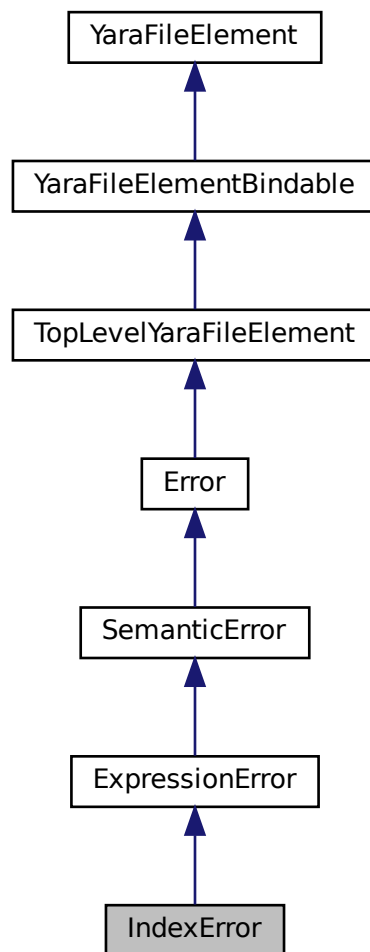 YaraFileElement
YaraFileElementBindable
TopLevelYaraFileElement
Error
SemanticError
ExpressionError
IndexError